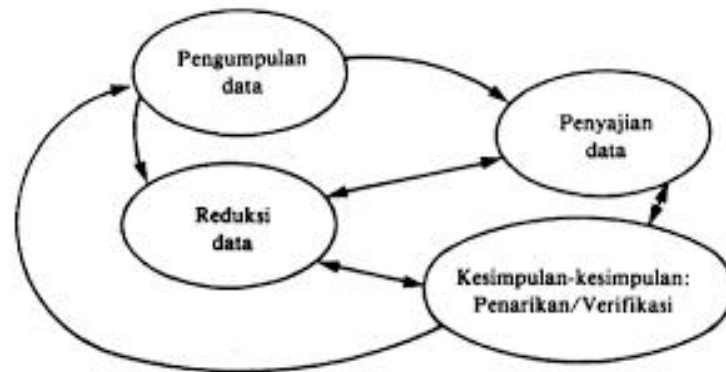 Pengumpulan
data
Penyajian
data
Reduksi
data
Kesimpulan-kesimpulan:
Penarikan/Verifikasi